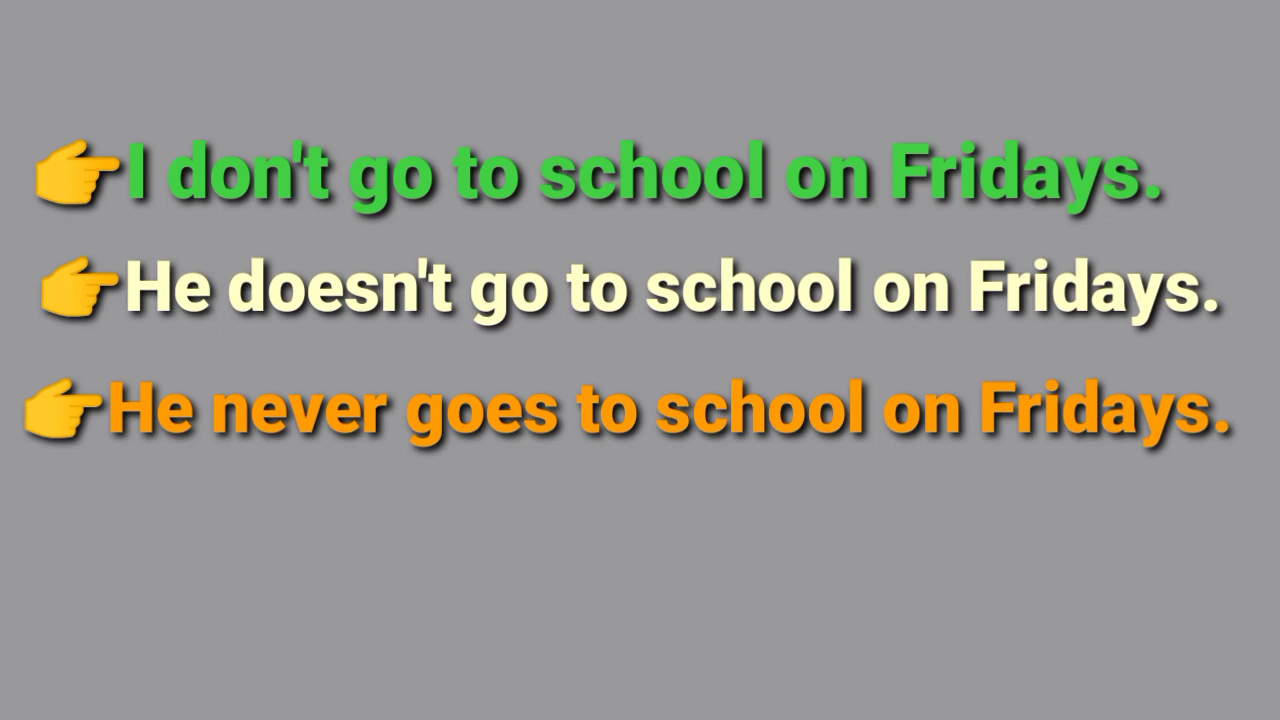 👉I don't go to school on Fridays.
👉He doesn't go to school on Fridays.
👉He never goes to school on Fridays.